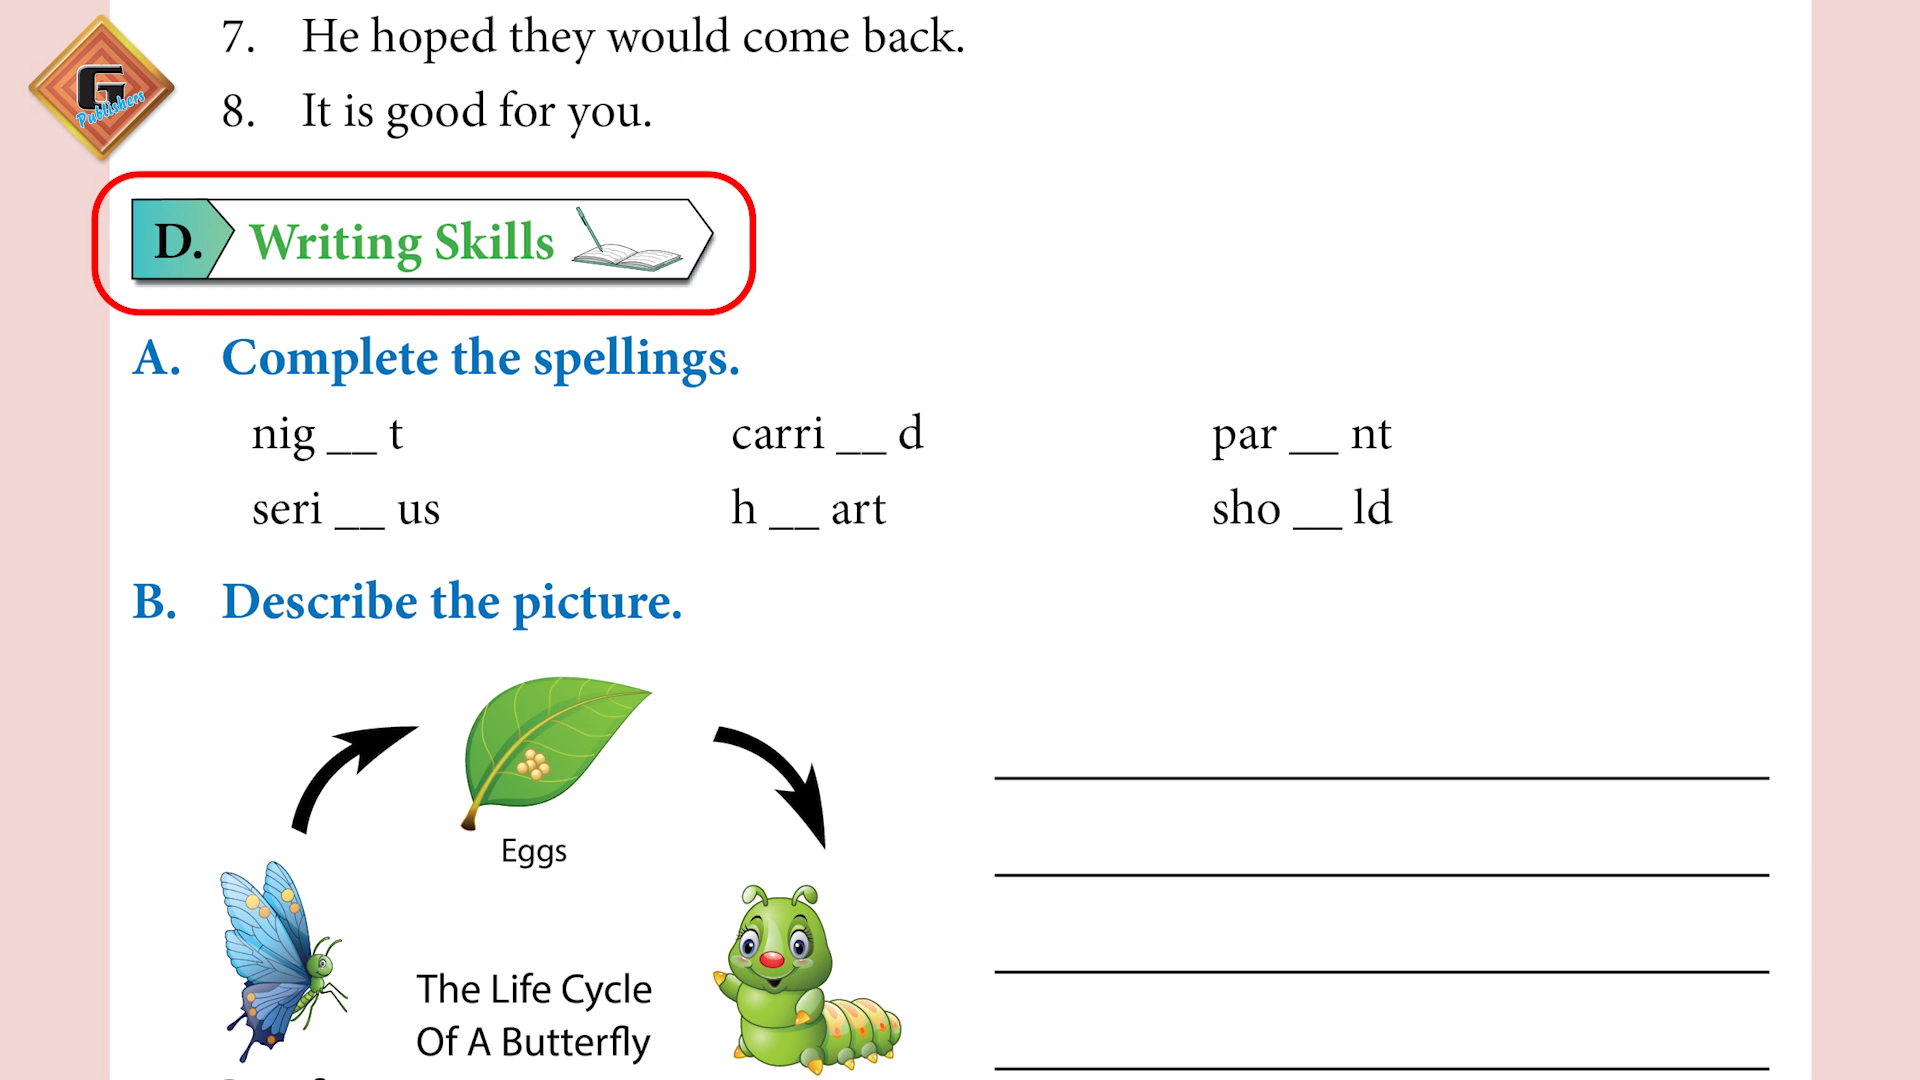 G
Publishers
7. He hoped they would come back.
8. It is good for you.
D. Writing Skills
A. Complete the spellings.
nig __ t carri __ d par __ nt
seri __ us h __ art sho __ ld
B. Describe the picture.
Eggs
The Life Cycle
Of A Butterfly